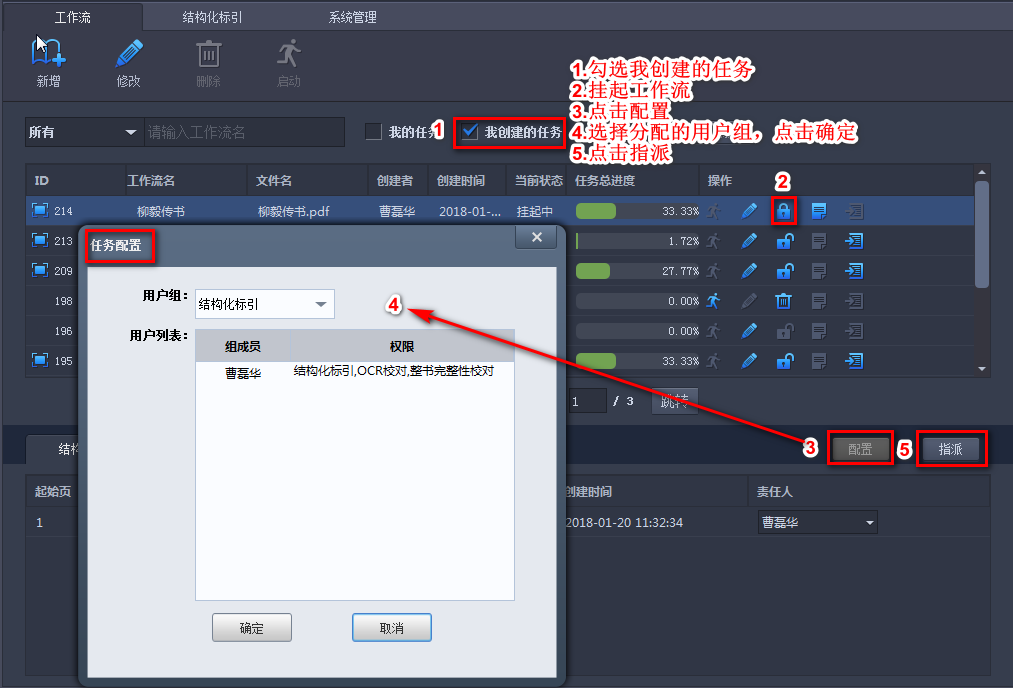 工作流 结构化标引 系统管理
新增 修改 删除 启动
1.勾选我创建的任务
2.挂起工作流
3.点击配置
4.选择分配的用户组，点击确定
5.点击指派
所有 请输入工作流名 我的任务 1 我创建的任务
2
ID 工作流名 文件名 创建者 创建时间 当前状态 任务总进度 操作
214 柳毅传书 柳毅传书.pdf 曹磊华 2018-01-... 挂起中 33.33%
213 1.72%
209 27.77%
198 0.00%
196 0.00%
195 33.33%
任务配置
用户组： 结构化标引 4
用户列表：
组成员 权限
曹磊华 结构化标引,OCR校对,整书完整性校对
确定 取消
1 / 3 跳转
结构 3 配置 5 指派
起始页 创建时间 责任人
1 2018-01-20 11:32:34 曹磊华